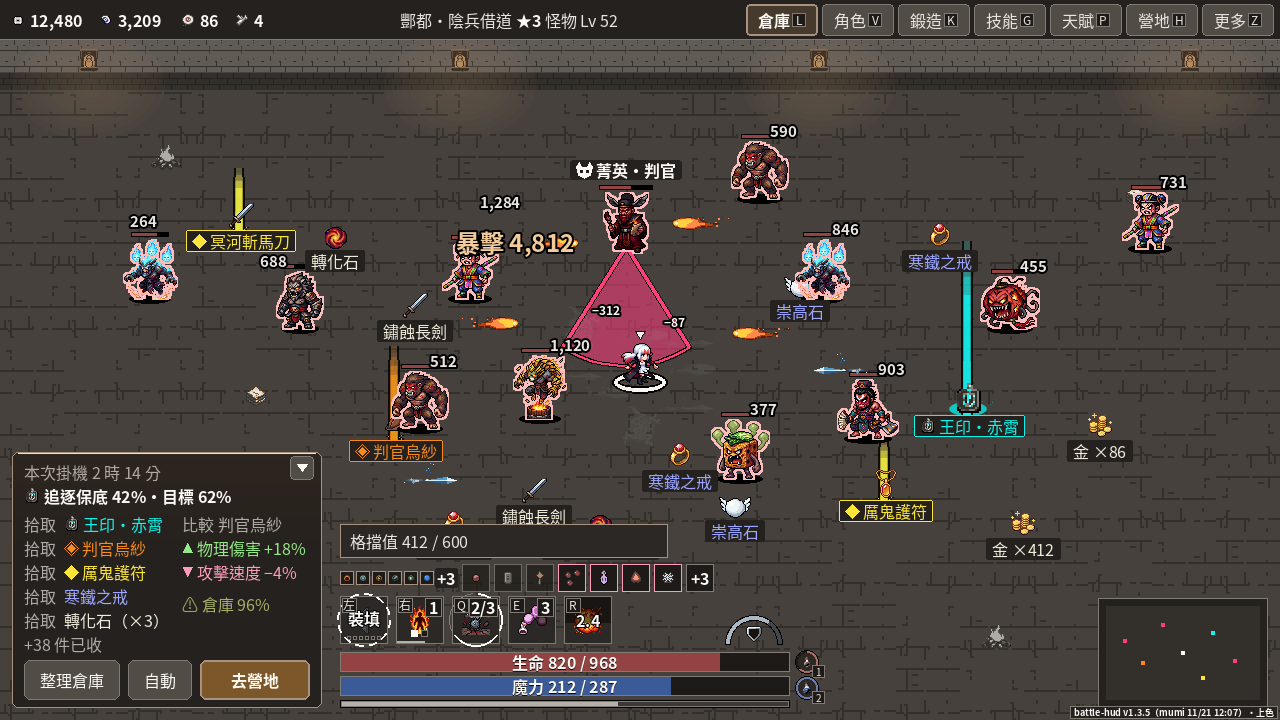 12,480 3,209 86 4
酆都・陰兵借道 ★3 怪物 Lv 52
倉庫 L 角色 V 鍛造 K 技能 G 天賦 P 營地 H 更多 Z
590
菁英・判官
731
264
1,284
暴擊 4,812
846
冥河斬馬刀
688
轉化石
寒鐵之戒
455
−312
−87
崇高石
鏽蝕長劍
1,120
512
903
377
判官烏紗
王印・赤霄
金 ×86
寒鐵之戒
鏽蝕長劍
崇高石
厲鬼護符
金 ×412
本次掛機 2 時 14 分
追逐保底 42%・目標 62%
拾取 王印・赤霄
拾取 判官烏紗
拾取 厲鬼護符
拾取 寒鐵之戒
拾取 轉化石（×3）
+38 件已收
比較 判官烏紗
▲物理傷害 +18%
▼攻擊速度 −4%
倉庫 96%
整理倉庫 自動 去營地
格擋值 412 / 600
+3 +3
左 裝填 右 1 Q 2/3 E 3 R 2.4
生命 820 / 968 1
魔力 212 / 287 2
battle-hud v1.3.5（mumi 11/21 12:07）・上色